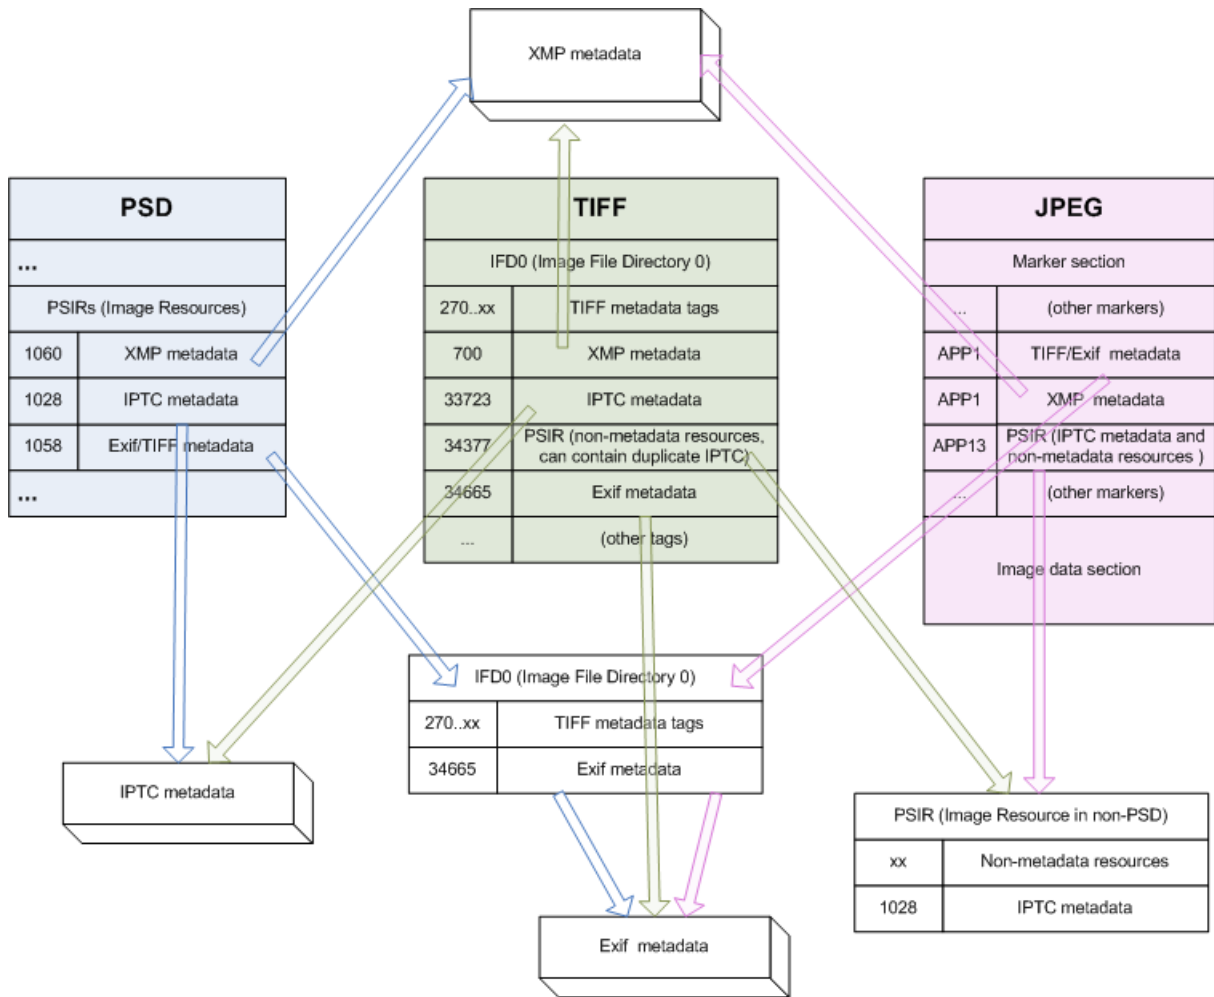 XMP metadata
PSD
...
PSIRs (Image Resources)
1060 XMP metadata
1028 IPTC metadata
1058 Exif/TIFF metadata
...
TIFF
IFD0 (Image File Directory 0)
270..xx TIFF metadata tags
700 XMP metadata
33723 IPTC metadata
34377 PSIR (non-metadata resources,
can contain duplicate IPTC)
34665 Exif metadata
... (other tags)
JPEG
Marker section
... (other markers)
APP1 TIFF/Exif metadata
APP1 XMP metadata
APP13 PSIR (IPTC metadata and
non-metadata resources )
... (other markers)
Image data section
IFD0 (Image File Directory 0)
270..xx TIFF metadata tags
34665 Exif metadata
IPTC metadata
PSIR (Image Resource in non-PSD)
xx Non-metadata resources
1028 IPTC metadata
Exif metadata